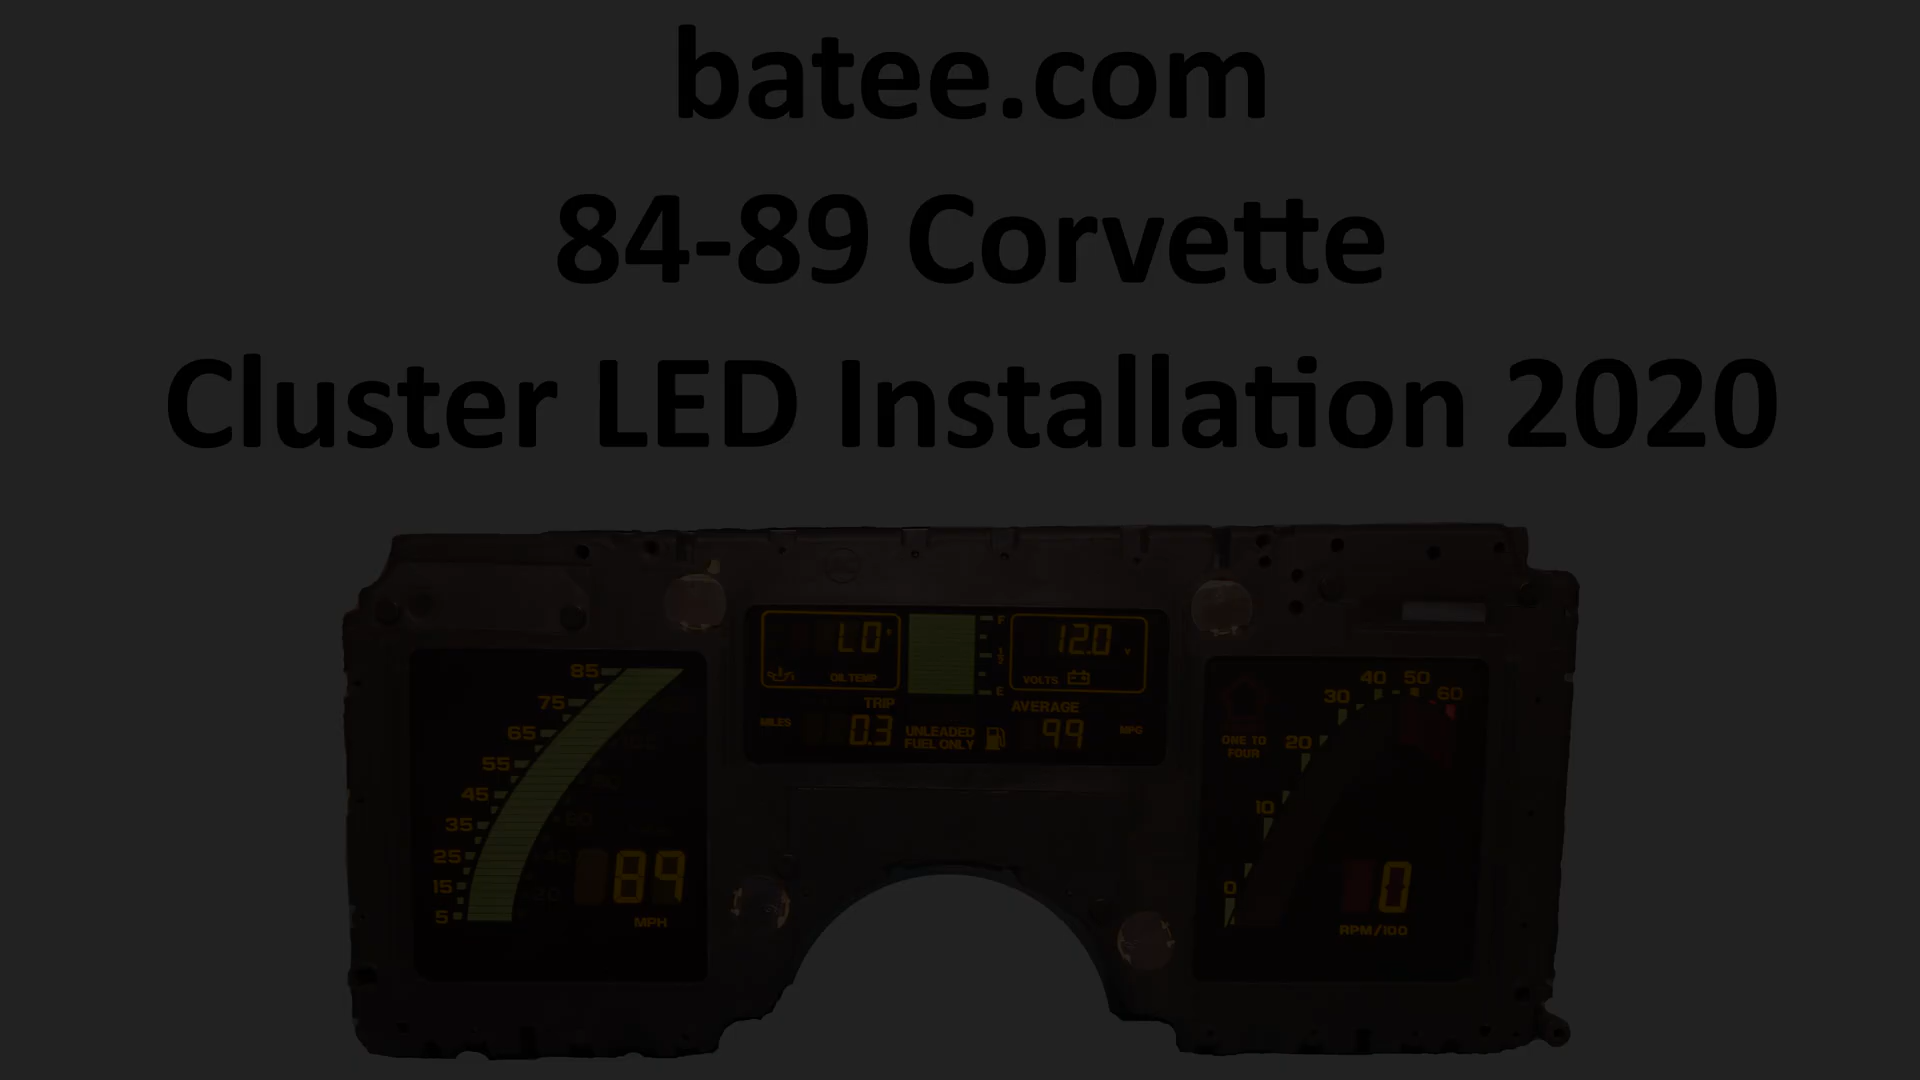 batee.com
84-89 Corvette
Cluster LED Installation 2020
LO
OIL TEMP
F
1/2
E
12.0 V
VOLTS
TRIP
AVERAGE
MILES
0.3
UNLEADED
FUEL ONLY
99
MPG
85
75
65
55
45
35
25
15
5
89
MPH
ONE TO
FOUR
0
10
20
30
40
50
60
0
RPM/100